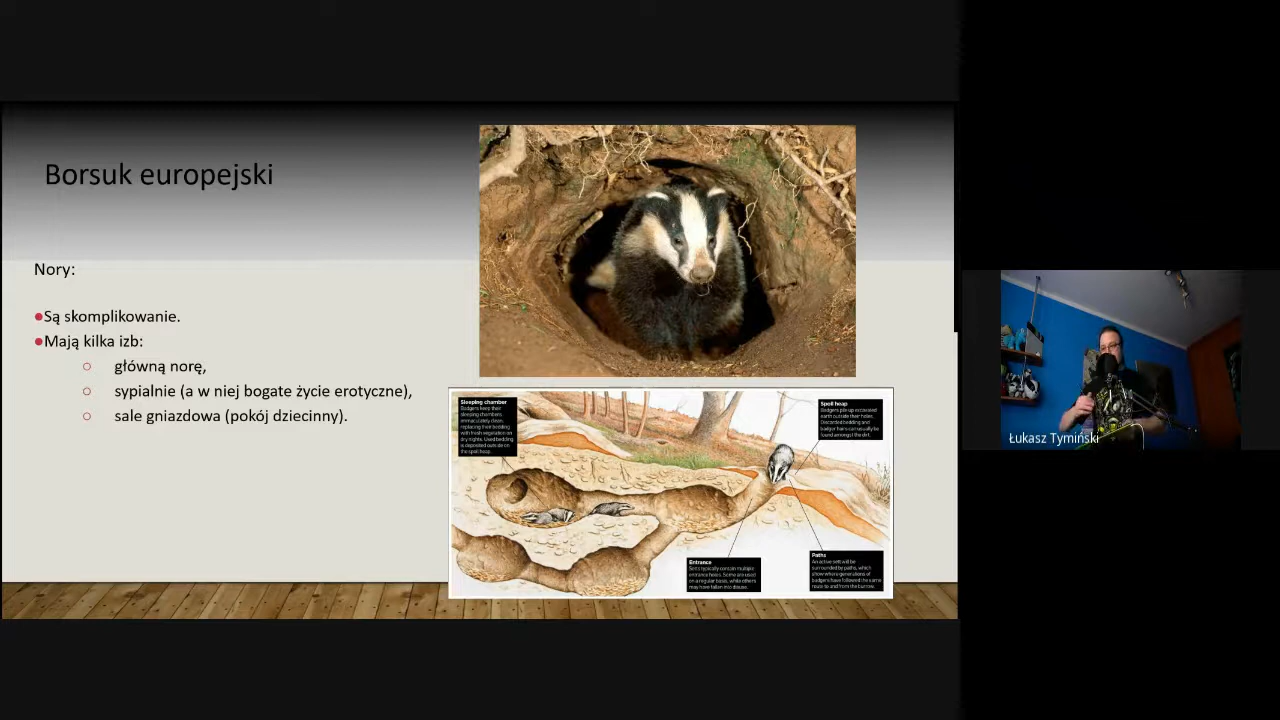 Borsuk europejski
Nory:
●Są skomplikowanie.
●Mają kilka izb:
○ główną norę,
○ sypialnie (a w niej bogate życie erotyczne),
○ sień gniazdowa (pokój dziecinny).
Sleeping chamber
Badgers keep their
sleeping chambers
immaculately clean,
replacing their bedding
with fresh vegetation on
dry nights. Used bedding
is deposited outside on
the spoil heap.
Spoil heap
Badgers pile up excavated
earth outside their holes.
Discarded bedding and
badger hairs can usually be
found amongst the dirt.
Entrance
Setts typically contain multiple
entrance holes. Some are used
on a regular basis, while others
may have fallen into disuse.
Paths
An active sett will be
surrounded by paths, which
show where generations of
badgers have followed the same
route to and from the burrow.
Łukasz Tymiński